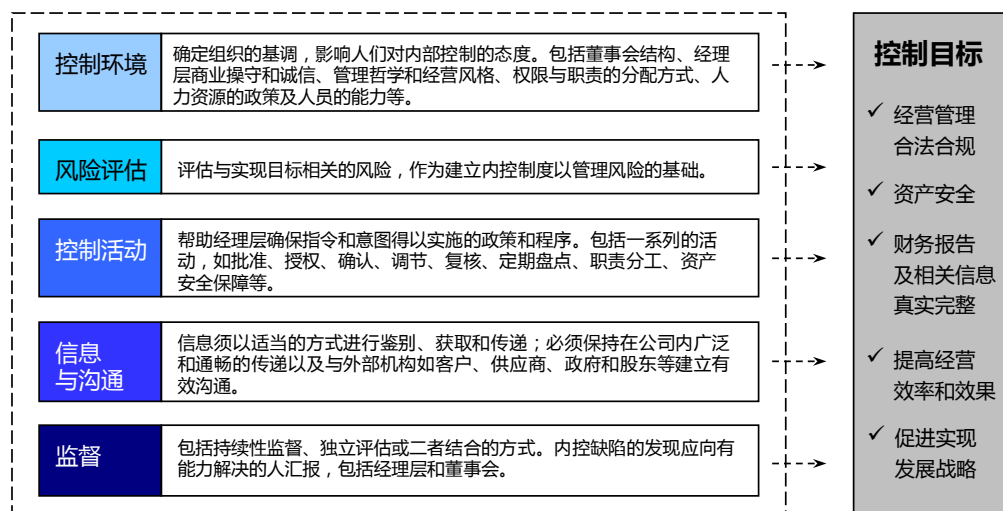 控制环境
确定组织的基调，影响人们对内部控制的态度。包括董事会结构、经理
层商业操守和诚信、管理哲学和经营风格、权限与职责的分配方式、人
力资源的政策及人员的能力等。
风险评估
评估与实现目标相关的风险，作为建立内控制度以管理风险的基础。
控制活动
帮助经理层确保指令和意图得以实施的政策和程序。包括一系列的活
动，如批准、授权、确认、调节、复核、定期盘点、职责分工、资产
安全保障等。
信息
与沟通
信息须以适当的方式进行鉴别、获取和传递；必须保持在公司内广泛
和通畅的传递以及与外部机构如客户、供应商、政府和股东等建立有
效沟通。
监督
包括持续性监督、独立评估或二者结合的方式。内控缺陷的发现应向有
能力解决的人汇报，包括经理层和董事会。
控制目标
✓ 经营管理
合法合规
✓ 资产安全
✓ 财务报告
及相关信息
真实完整
✓ 提高经营
效率和效果
✓ 促进实现
发展战略